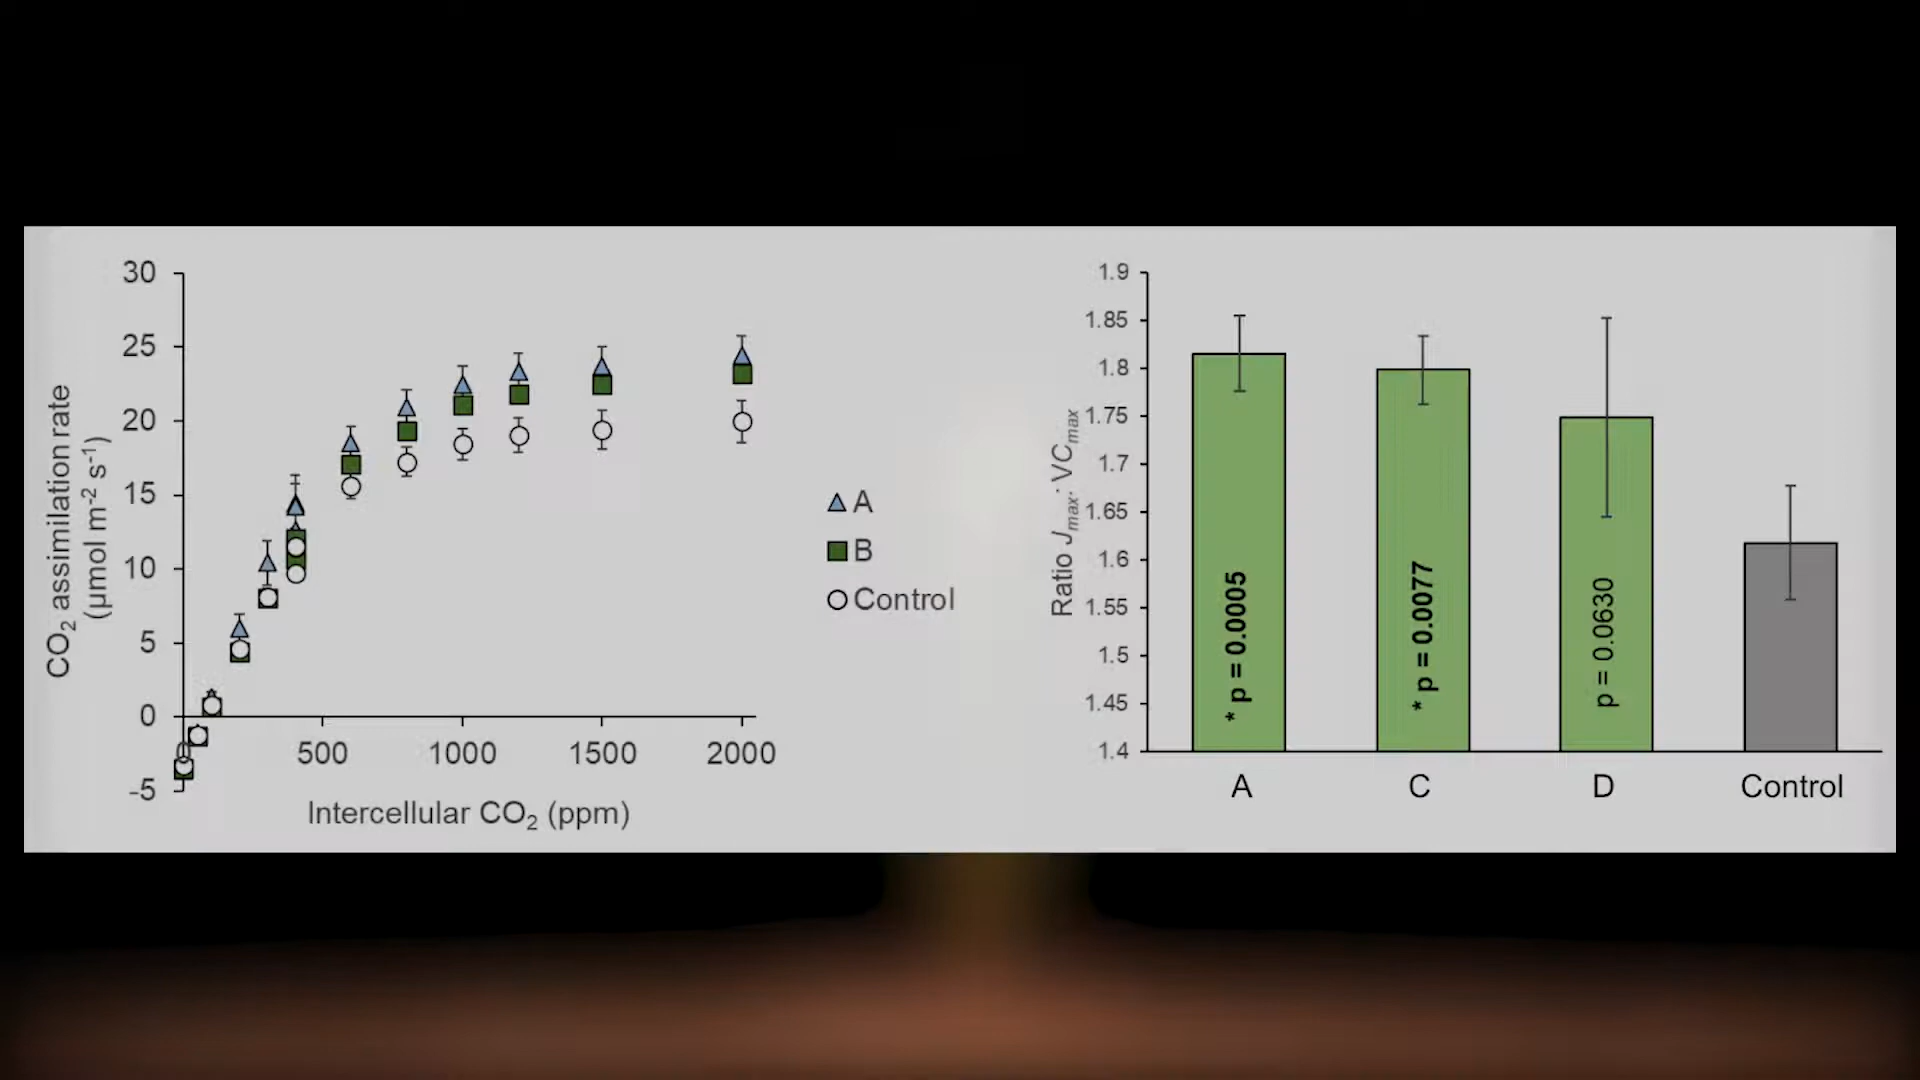 30
25
20
15
10
5
0
-5
0 500 1000 1500 2000
CO2 assimilation rate
(μmol m-2 s-1)
Intercellular CO2 (ppm)
A
B
Control
1.9
1.85
1.8
1.75
1.7
1.65
1.6
1.55
1.5
1.45
1.4
Ratio Jmax: VCmax
* p = 0.0005
* p = 0.0077
p = 0.0630
A C D Control